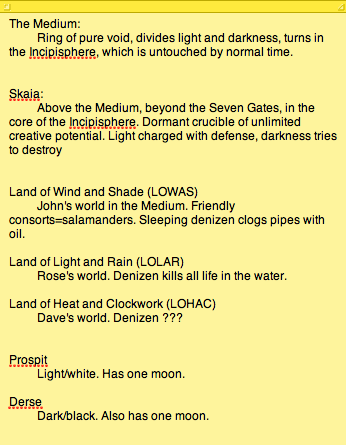 The Medium:
Ring of pure void, divides light and darkness, turns in
the Incipisphere, which is untouched by normal time.
Skaia:
Above the Medium, beyond the Seven Gates, in the
core of the Incipisphere. Dormant crucible of unlimited
creative potential. Light charged with defense, darkness tries
to destroy
Land of Wind and Shade (LOWAS)
John's world in the Medium. Friendly
consorts=salamanders. Sleeping denizen clogs pipes with
oil.
Land of Light and Rain (LOLAR)
Rose's world. Denizen kills all life in the water.
Land of Heat and Clockwork (LOHAC)
Dave's world. Denizen ???
Prospit
Light/white. Has one moon.
Derse
Dark/black. Also has one moon.